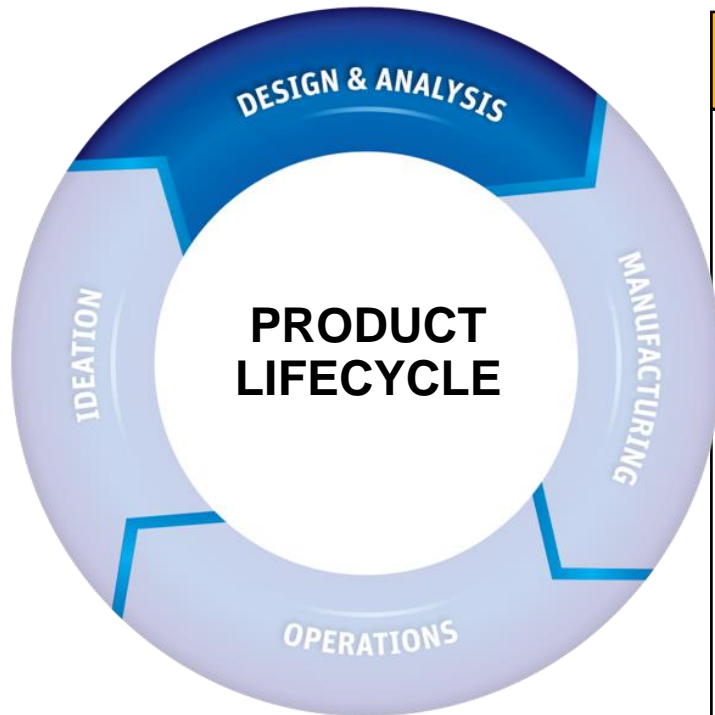 DESIGN & ANALYSIS
MANUFACTURING
IDEATION
PRODUCT
LIFECYCLE
OPERATIONS